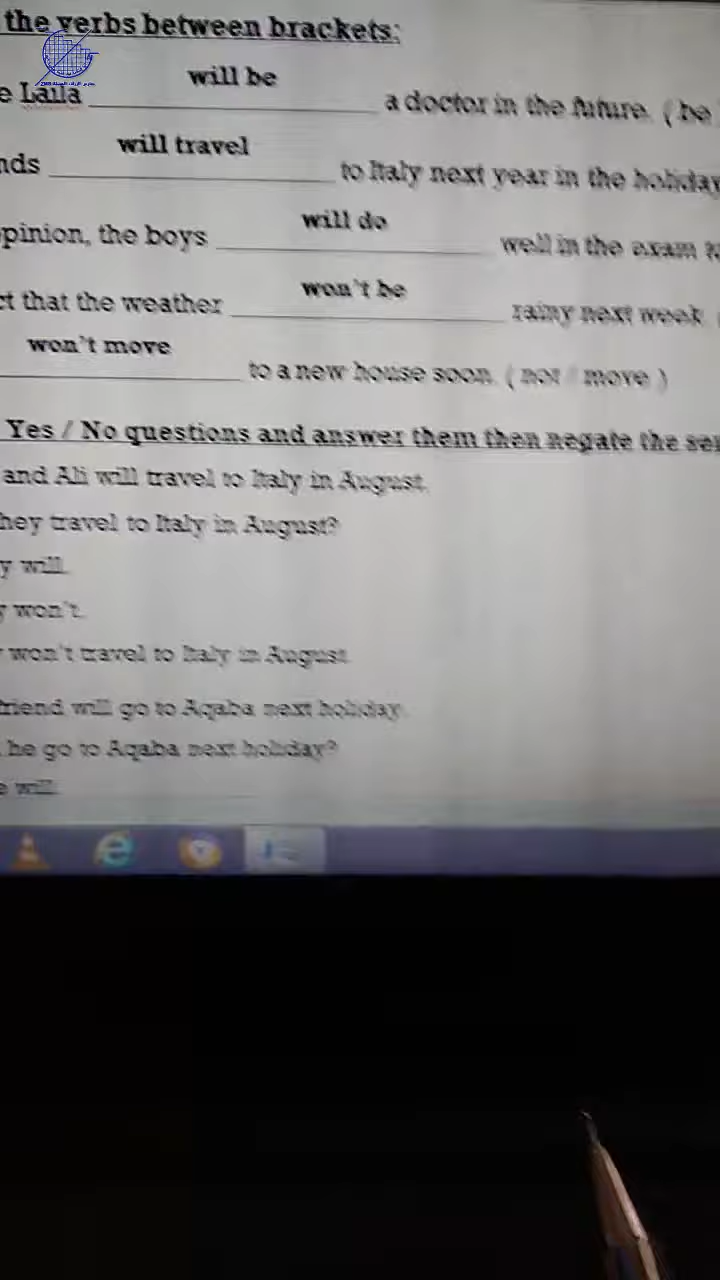 the verbs between brackets:
will be
e Laila a doctor in the future. ( be
will travel
nds to Italy next year in the holiday
will do
pinion, the boys well in the exam
won't be
ct that the weather rainy next week.
won't move
to a new house soon. ( not / move )
Yes / No questions and answer them then negate the se
and Ali will travel to Italy in August.
hey travel to Italy in August?
y will.
y won't.
won't travel to Italy in August.
friend will go to Aqaba next holiday.
he go to Aqaba next holiday?
e will.